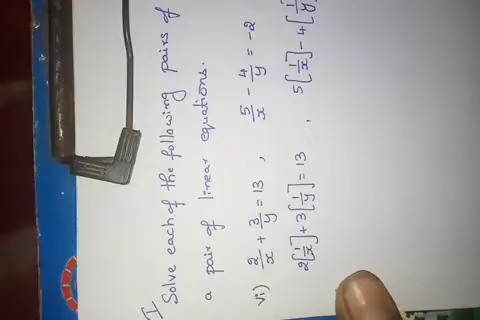 I
Solve each of the following pairs of
a pair of linear equations.
vi) 2/x + 3/y = 13 , 5/x - 4/y = -2
2[1/x] + 3[1/y] = 13 , 5[1/x] - 4[1/y]